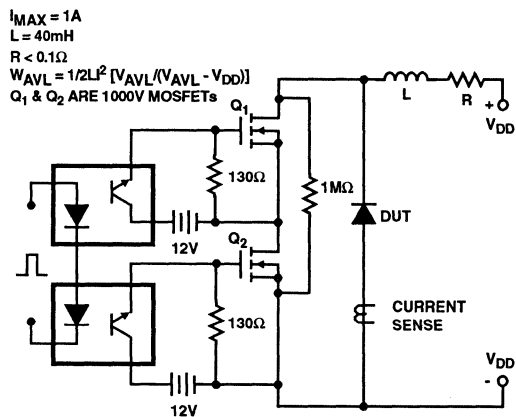 IMAX = 1A
L = 40mH
R < 0.1Ω
WAVL = 1/2LI² [VAVL/(VAVL - VDD)]
Q1 & Q2 ARE 1000V MOSFETs
Q1
L
R
+
VDD
130Ω
1MΩ
DUT
12V
Q2
130Ω
CURRENT
SENSE
VDD
-
12V